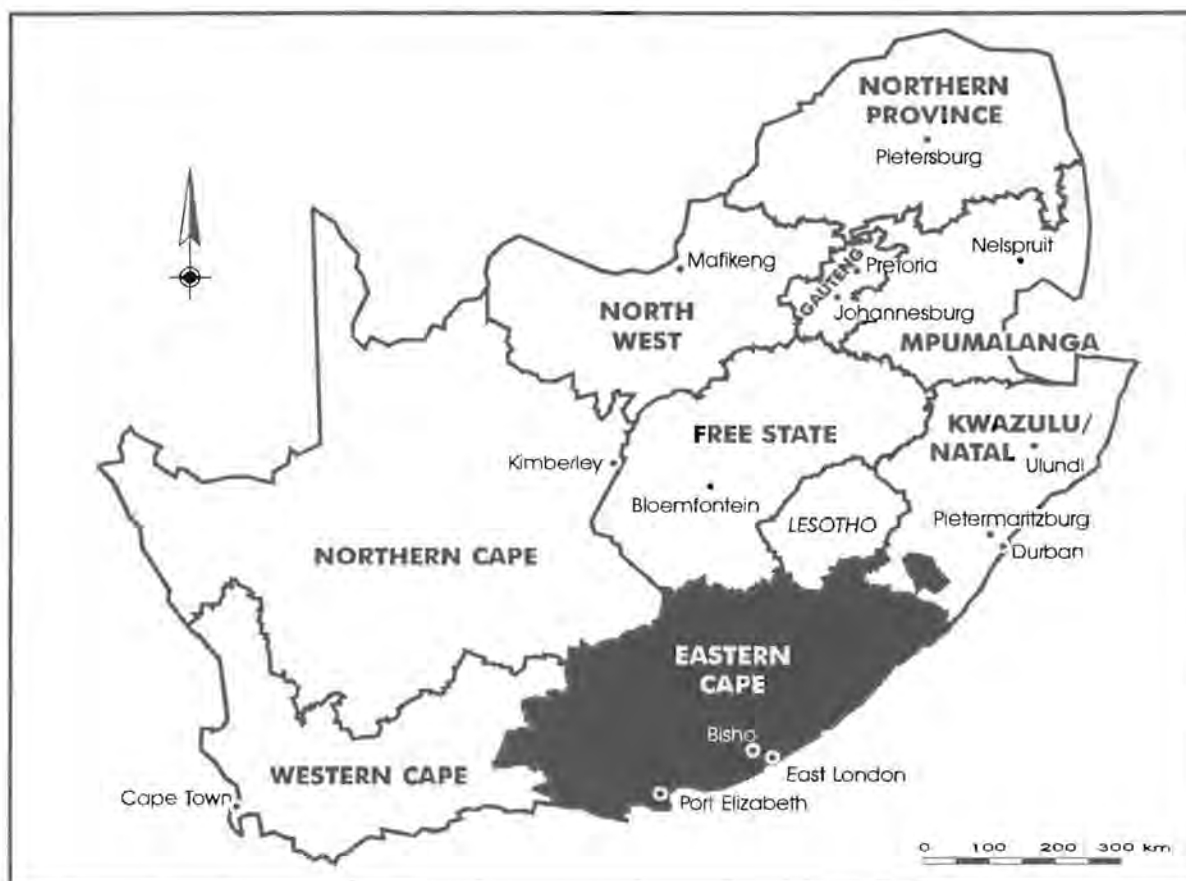 NORTHERN
PROVINCE
Pietersburg
Nelspruit
Mafikeng
GAUTENG
Pretoria
Johannesburg
NORTH
WEST
MPUMALANGA
FREE STATE
KWAZULU/
NATAL
Ulundi
Kimberley
Bloemfontein
LESOTHO
Pietermaritzburg
Durban
NORTHERN CAPE
EASTERN
CAPE
Bisho
East London
WESTERN CAPE
Cape Town
Port Elizabeth
0 100 200 300 km